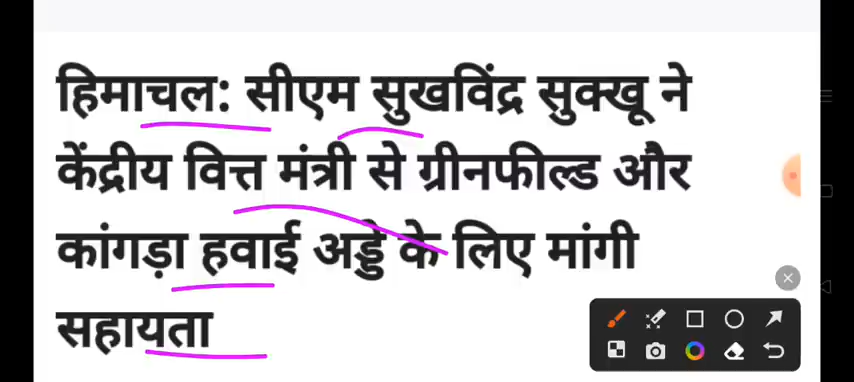 हिमाचल: सीएम सुखविंद्र सुक्खू ने
केंद्रीय वित्त मंत्री से ग्रीनफील्ड और
कांगड़ा हवाई अड्डे के लिए मांगी
सहायता